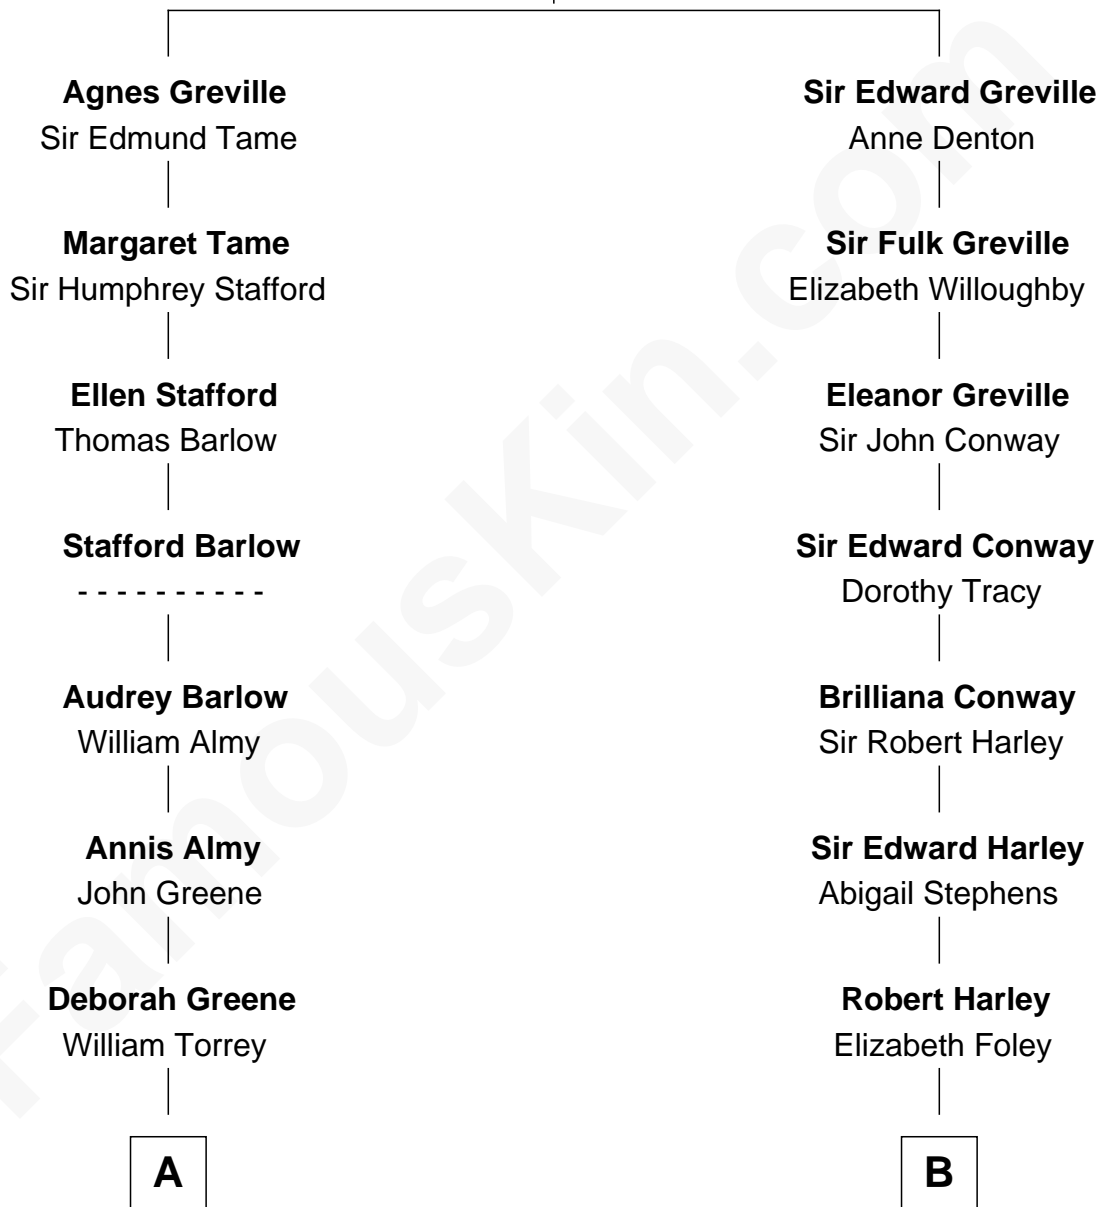 Agnes Greville
Sir Edmund Tame
Margaret Tame
Sir Humphrey Stafford
Ellen Stafford
Thomas Barlow
Stafford Barlow
- - - - - - - - - -
Audrey Barlow
William Almy
Annis Almy
John Greene
Deborah Greene
William Torrey
A
Sir Edward Greville
Anne Denton
Sir Fulk Greville
Elizabeth Willoughby
Eleanor Greville
Sir John Conway
Sir Edward Conway
Dorothy Tracy
Brilliana Conway
Sir Robert Harley
Sir Edward Harley
Abigail Stephens
Robert Harley
Elizabeth Foley
B
FamousKin.com